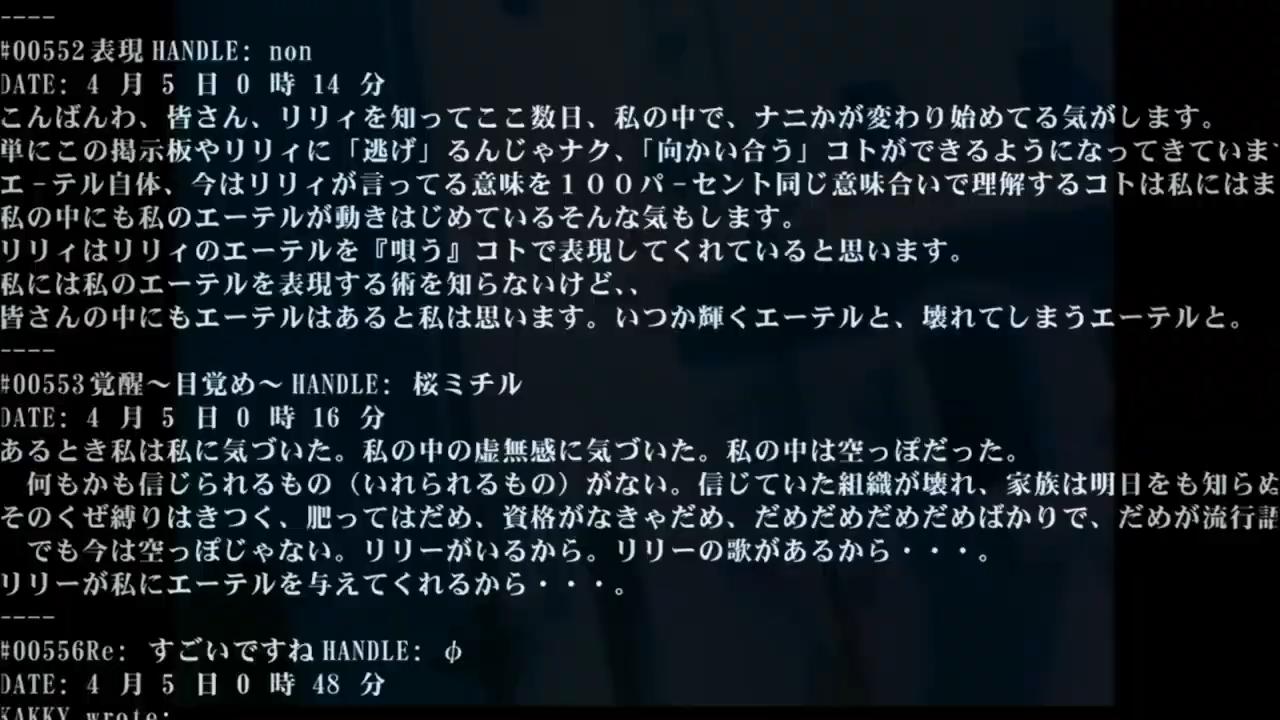 ----
#00552表現 HANDLE: non
DATE: 4 月 5 日 0 時 14 分
こんばんわ、皆さん、リリィを知ってここ数日、私の中で、ナニかが変わり始めてる気がします。
単にこの掲示板やリリィに「逃げ」るんじゃナク、「向かい合う」コトができるようになってきていま
エ－テル自体、今はリリィが言ってる意味を１００パ－セント同じ意味合いで理解するコトは私にはま
私の中にも私のエーテルが動きはじめているそんな気もします。
リリィはリリィのエーテルを『唄う』コトで表現してくれていると思います。
私には私のエーテルを表現する術を知らないけど、、
皆さんの中にもエーテルはあると私は思います。いつか輝くエーテルと、壊れてしまうエーテルと。
----
#00553覚醒～目覚め～ HANDLE: 桜ミチル
DATE: 4 月 5 日 0 時 16 分
あるとき私は私に気づいた。私の中の虚無感に気づいた。私の中は空っぽだった。
　何もかも信じられるもの（いれられるもの）がない。信じていた組織が壊れ、家族は明日をも知らぬ
そのくぜ縛りはきつく、肥ってはだめ、資格がなきゃだめ、だめだめだめだめばかりで、だめが流行語
　でも今は空っぽじゃない。リリーがいるから。リリーの歌があるから・・・。
リリーが私にエーテルを与えてくれるから・・・。
----
#00556Re: すごいですね HANDLE: φ
DATE: 4 月 5 日 0 時 48 分
KAKKY wrote: